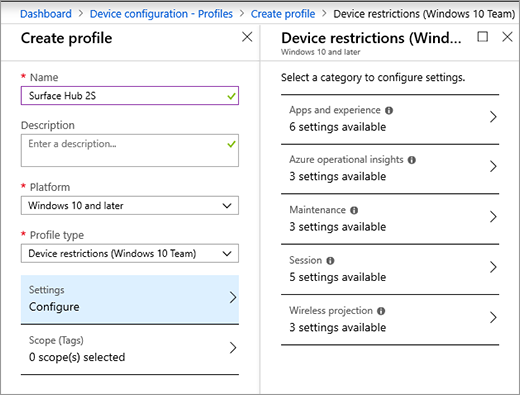 Dashboard > Device configuration - Profiles > Create profile > Device restrictions (Windows 10 Team)
Create profile
* Name
Surface Hub 2S
Description
Enter a description...
* Platform
Windows 10 and later
* Profile type
Device restrictions (Windows 10 Team)
Settings
Configure
Scope (Tags)
0 scope(s) selected
Device restrictions (Wind...
Windows 10 and later
Select a category to configure settings.
Apps and experience
6 settings available
Azure operational insights
3 settings available
Maintenance
3 settings available
Session
5 settings available
Wireless projection
3 settings available